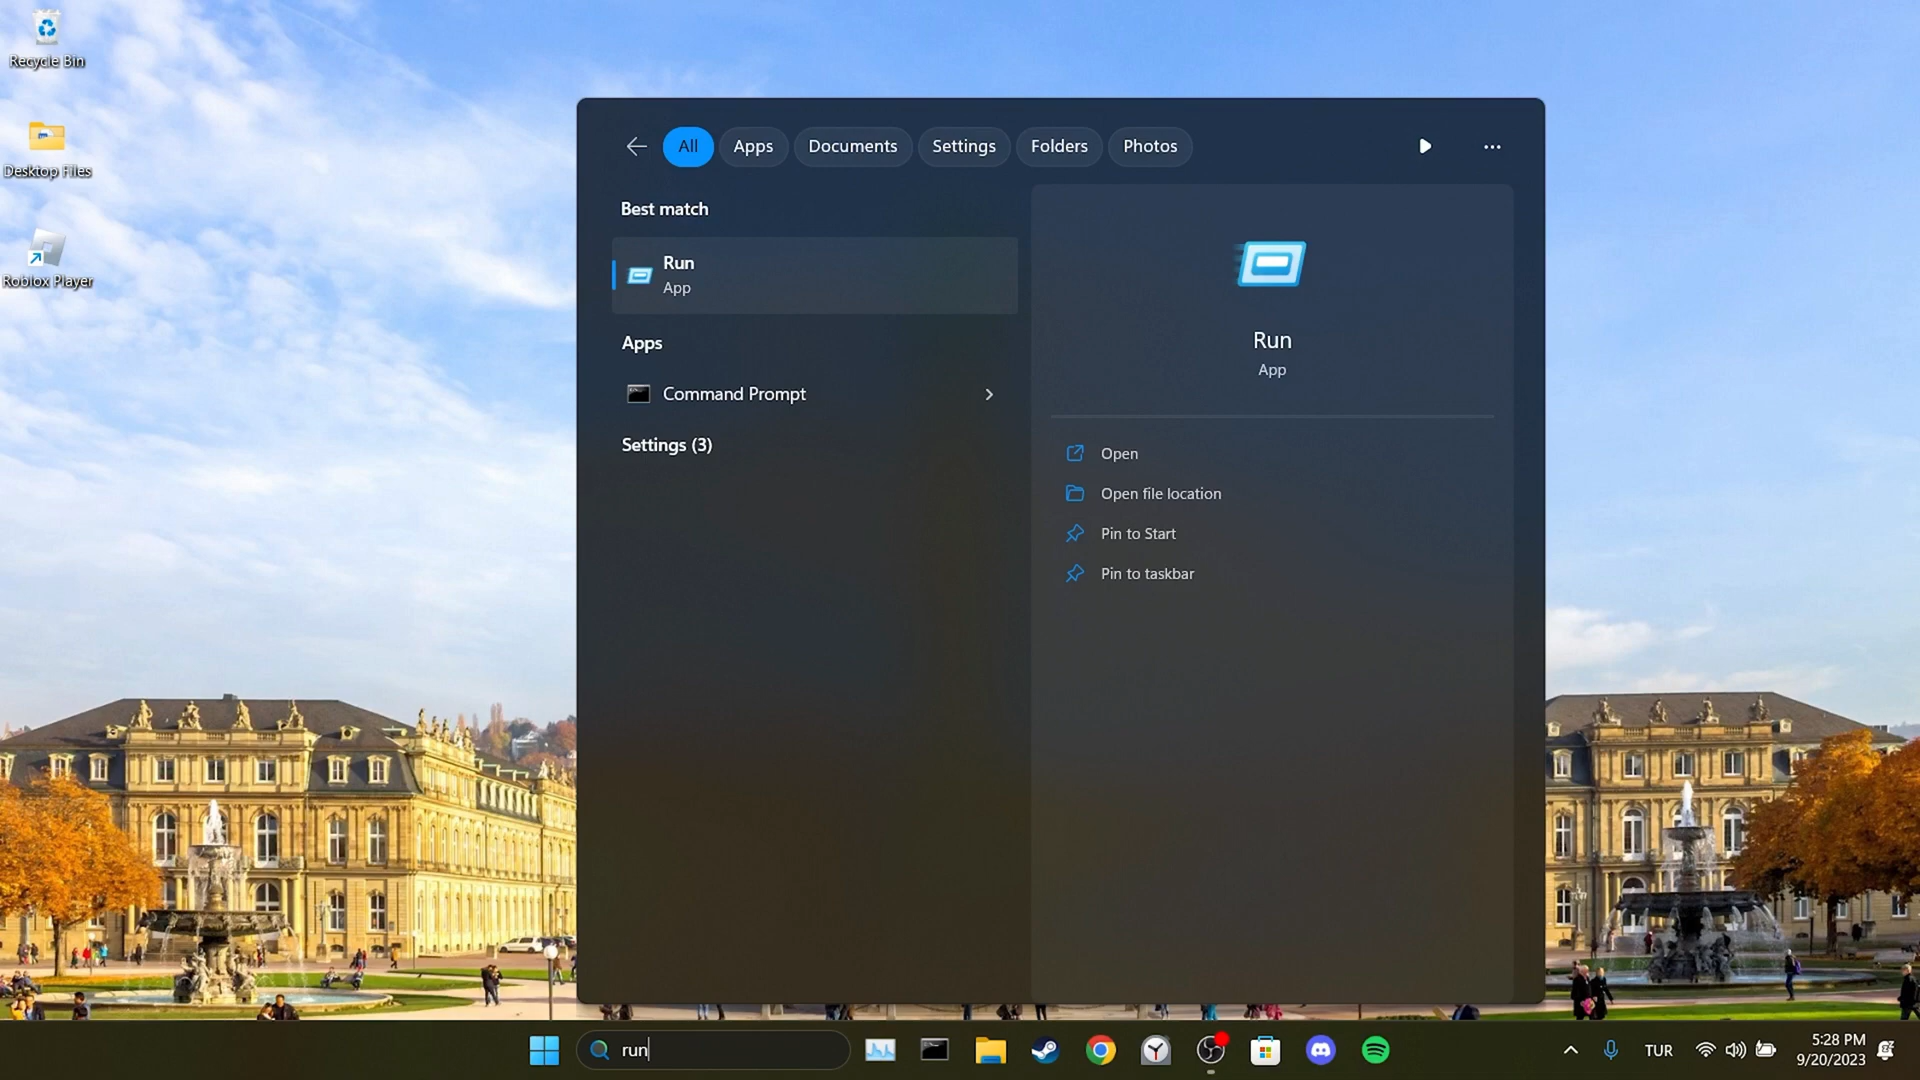 Recycle Bin
Desktop Files
Roblox Player
All
Apps
Documents
Settings
Folders
Photos
Best match
Run
App
Apps
Command Prompt
Settings (3)
Run
App
Open
Open file location
Pin to Start
Pin to taskbar
run
TUR
5:28 PM
9/20/2023